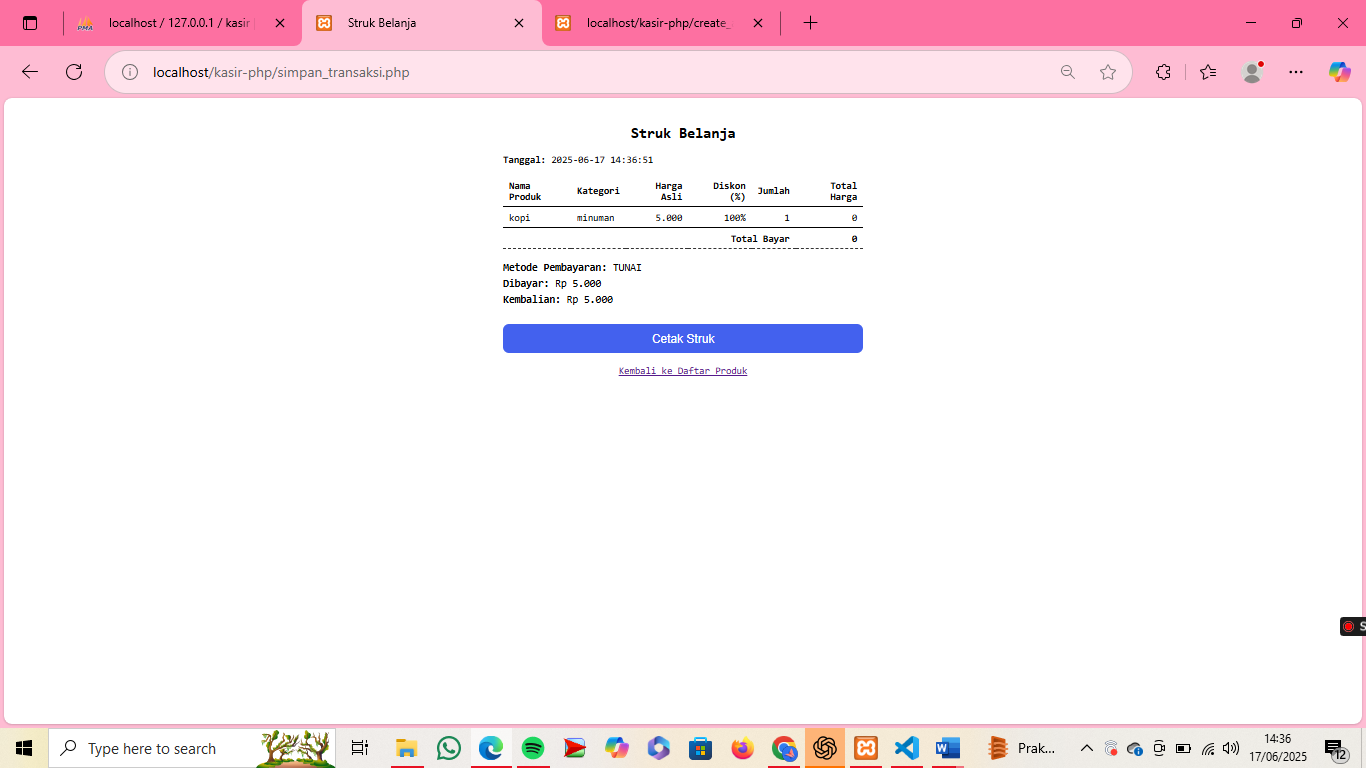 localhost / 127.0.0.1 / kasir
Struk Belanja
localhost/kasir-php/create_
localhost/kasir-php/simpan_transaksi.php
Struk Belanja
Tanggal: 2025-06-17 14:36:51
Nama Produk Kategori Harga Asli Diskon (%) Jumlah Total Harga
kopi minuman 5.000 100% 1 0
Total Bayar 0
Metode Pembayaran: TUNAI
Dibayar: Rp 5.000
Kembalian: Rp 5.000
Cetak Struk
Kembali ke Daftar Produk
S
Type here to search
Prak...
14:36
17/06/2025
12